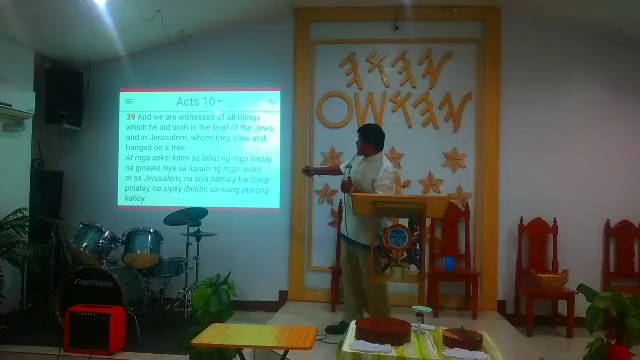 Acts 10
39 And we are witnesses of all things
which he did both in the land of the Jews,
and in Jerusalem; whom they slew and
hanged on a tree.
At mga saksi kami sa lahat ng mga bagay
na ginawa niya sa lupain ng mga Judio,
at sa Jerusalem; na siya nama'y kanilang
pinatay, na siya'y ibinitin sa isang punong
kahoy.
𐤉𐤄𐤅𐤄
𐤉𐤄𐤅𐤔𐤏